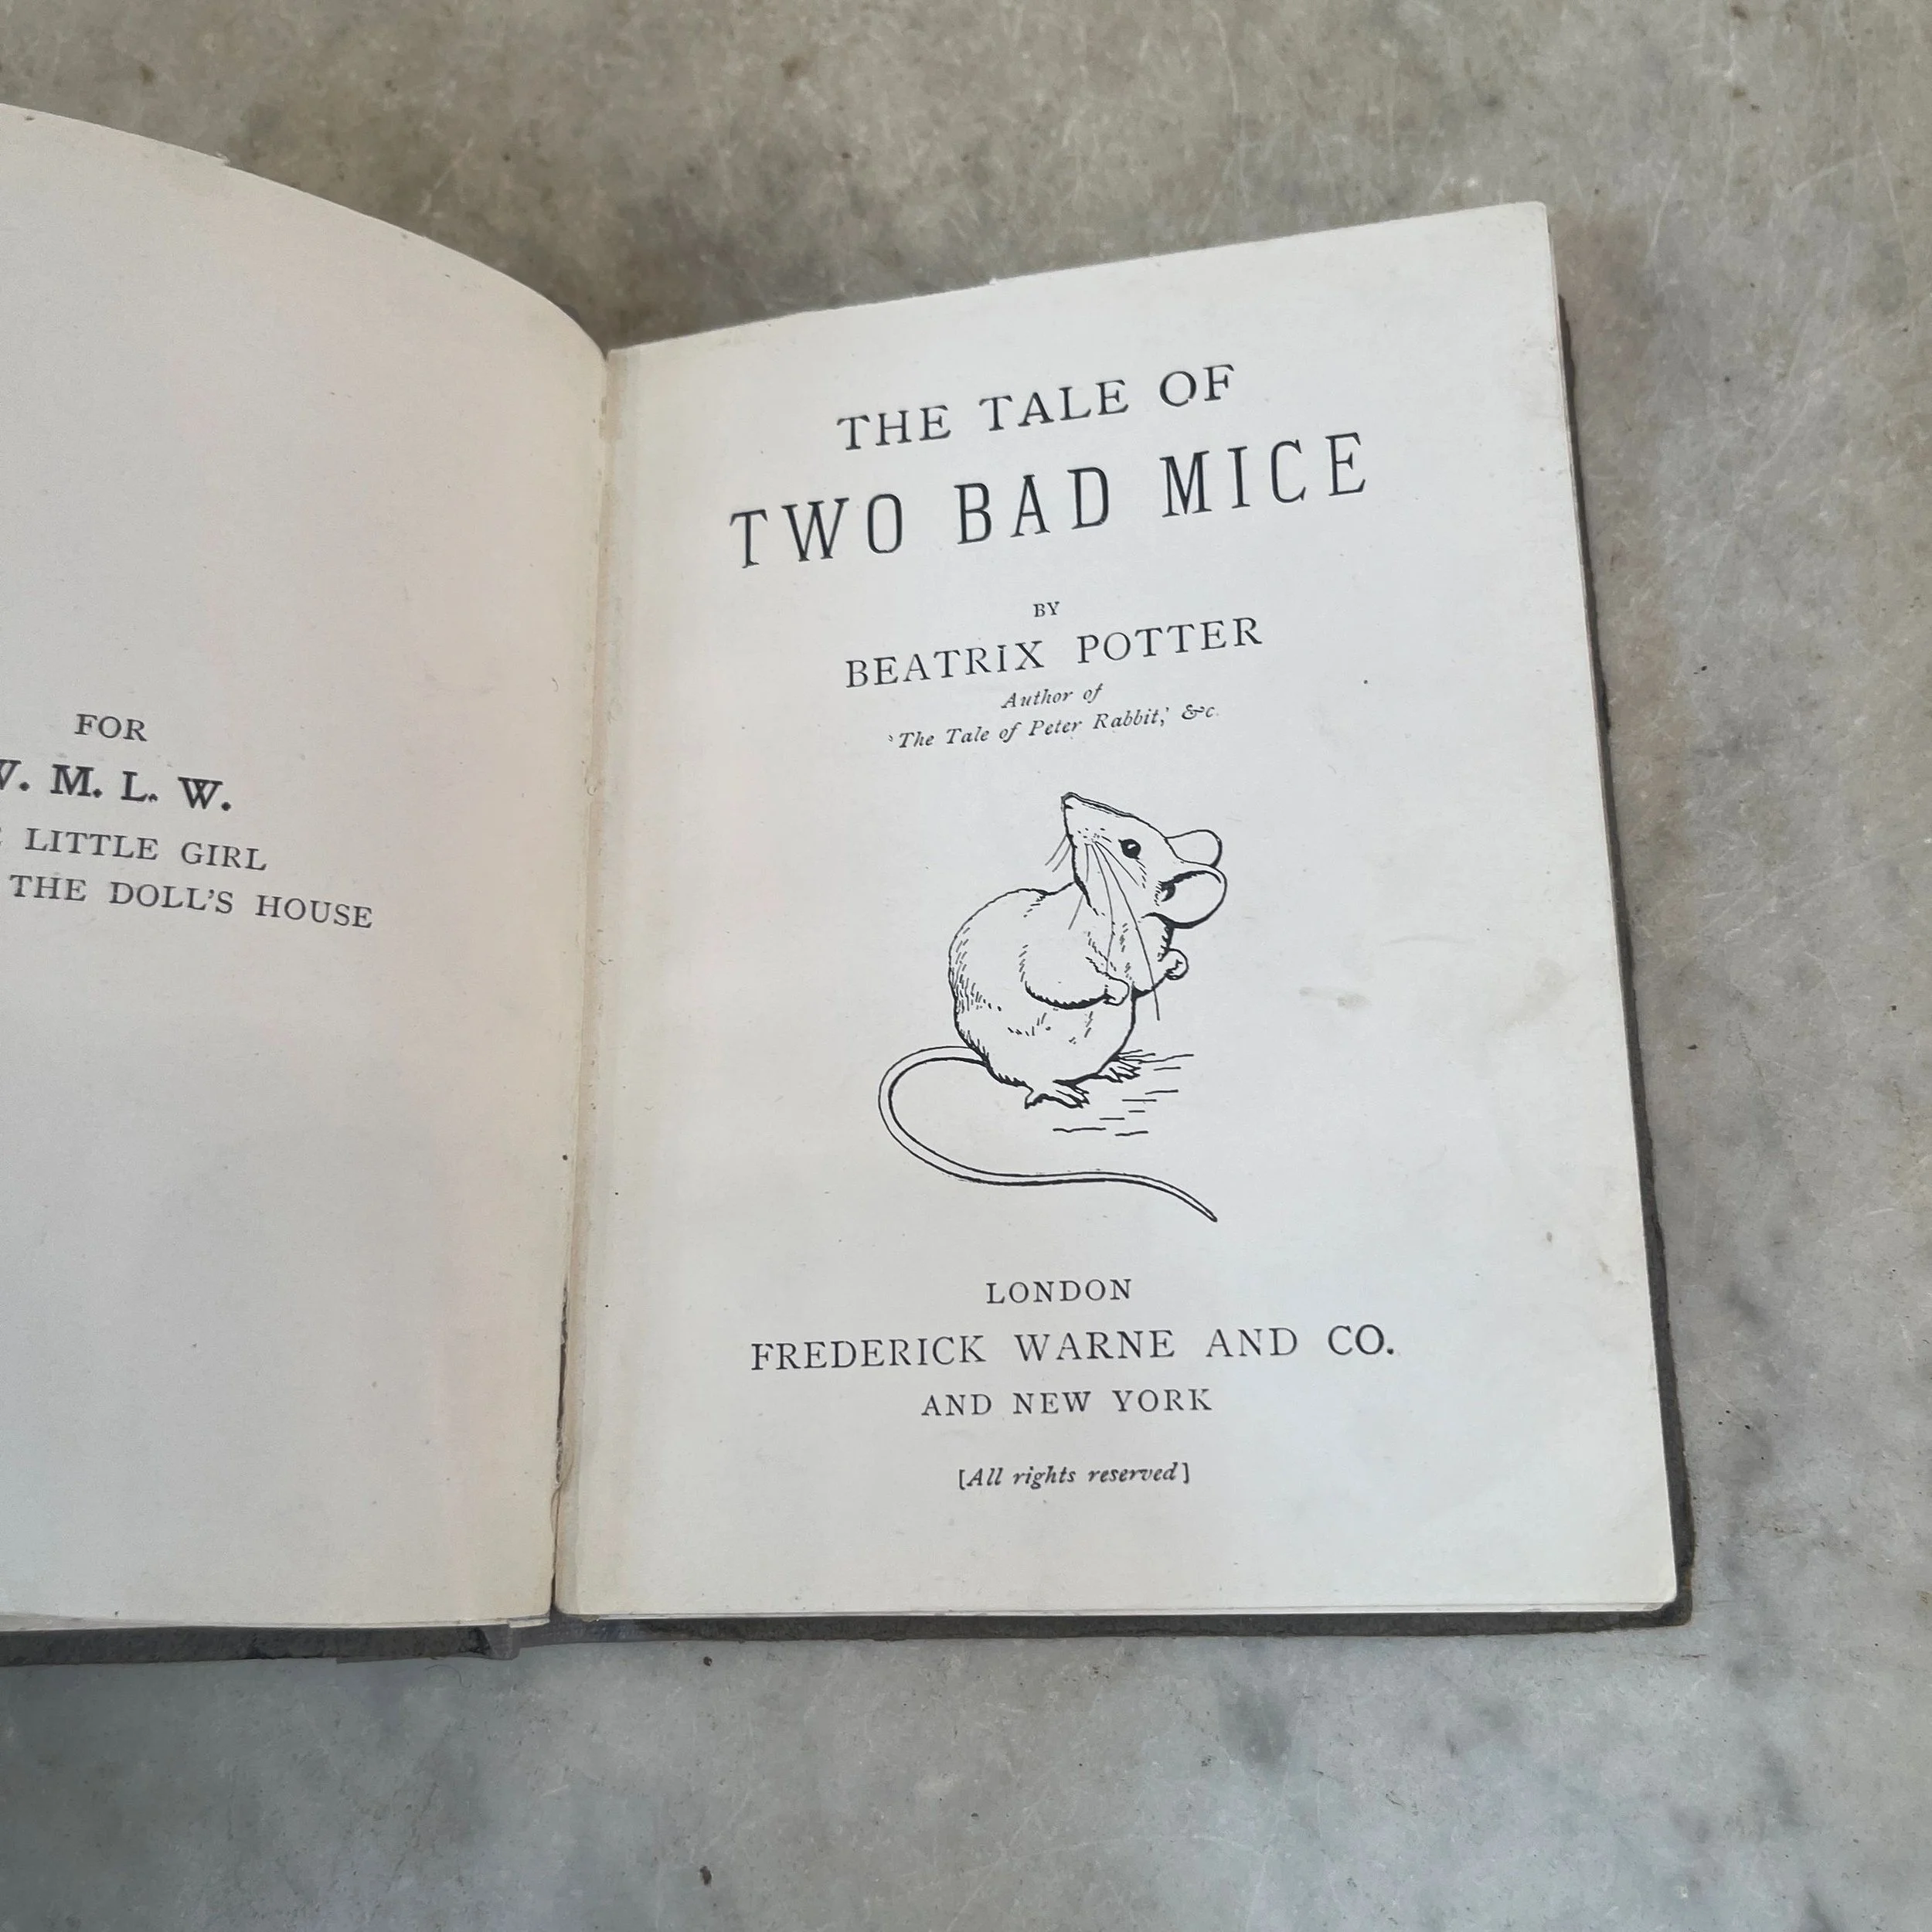 FOR
. M. L. W.
LITTLE GIRL
THE DOLL'S HOUSE
THE TALE OF
TWO BAD MICE
BY
BEATRIX POTTER
Author of
'The Tale of Peter Rabbit,' &c.
LONDON
FREDERICK WARNE AND CO.
AND NEW YORK
[All rights reserved]